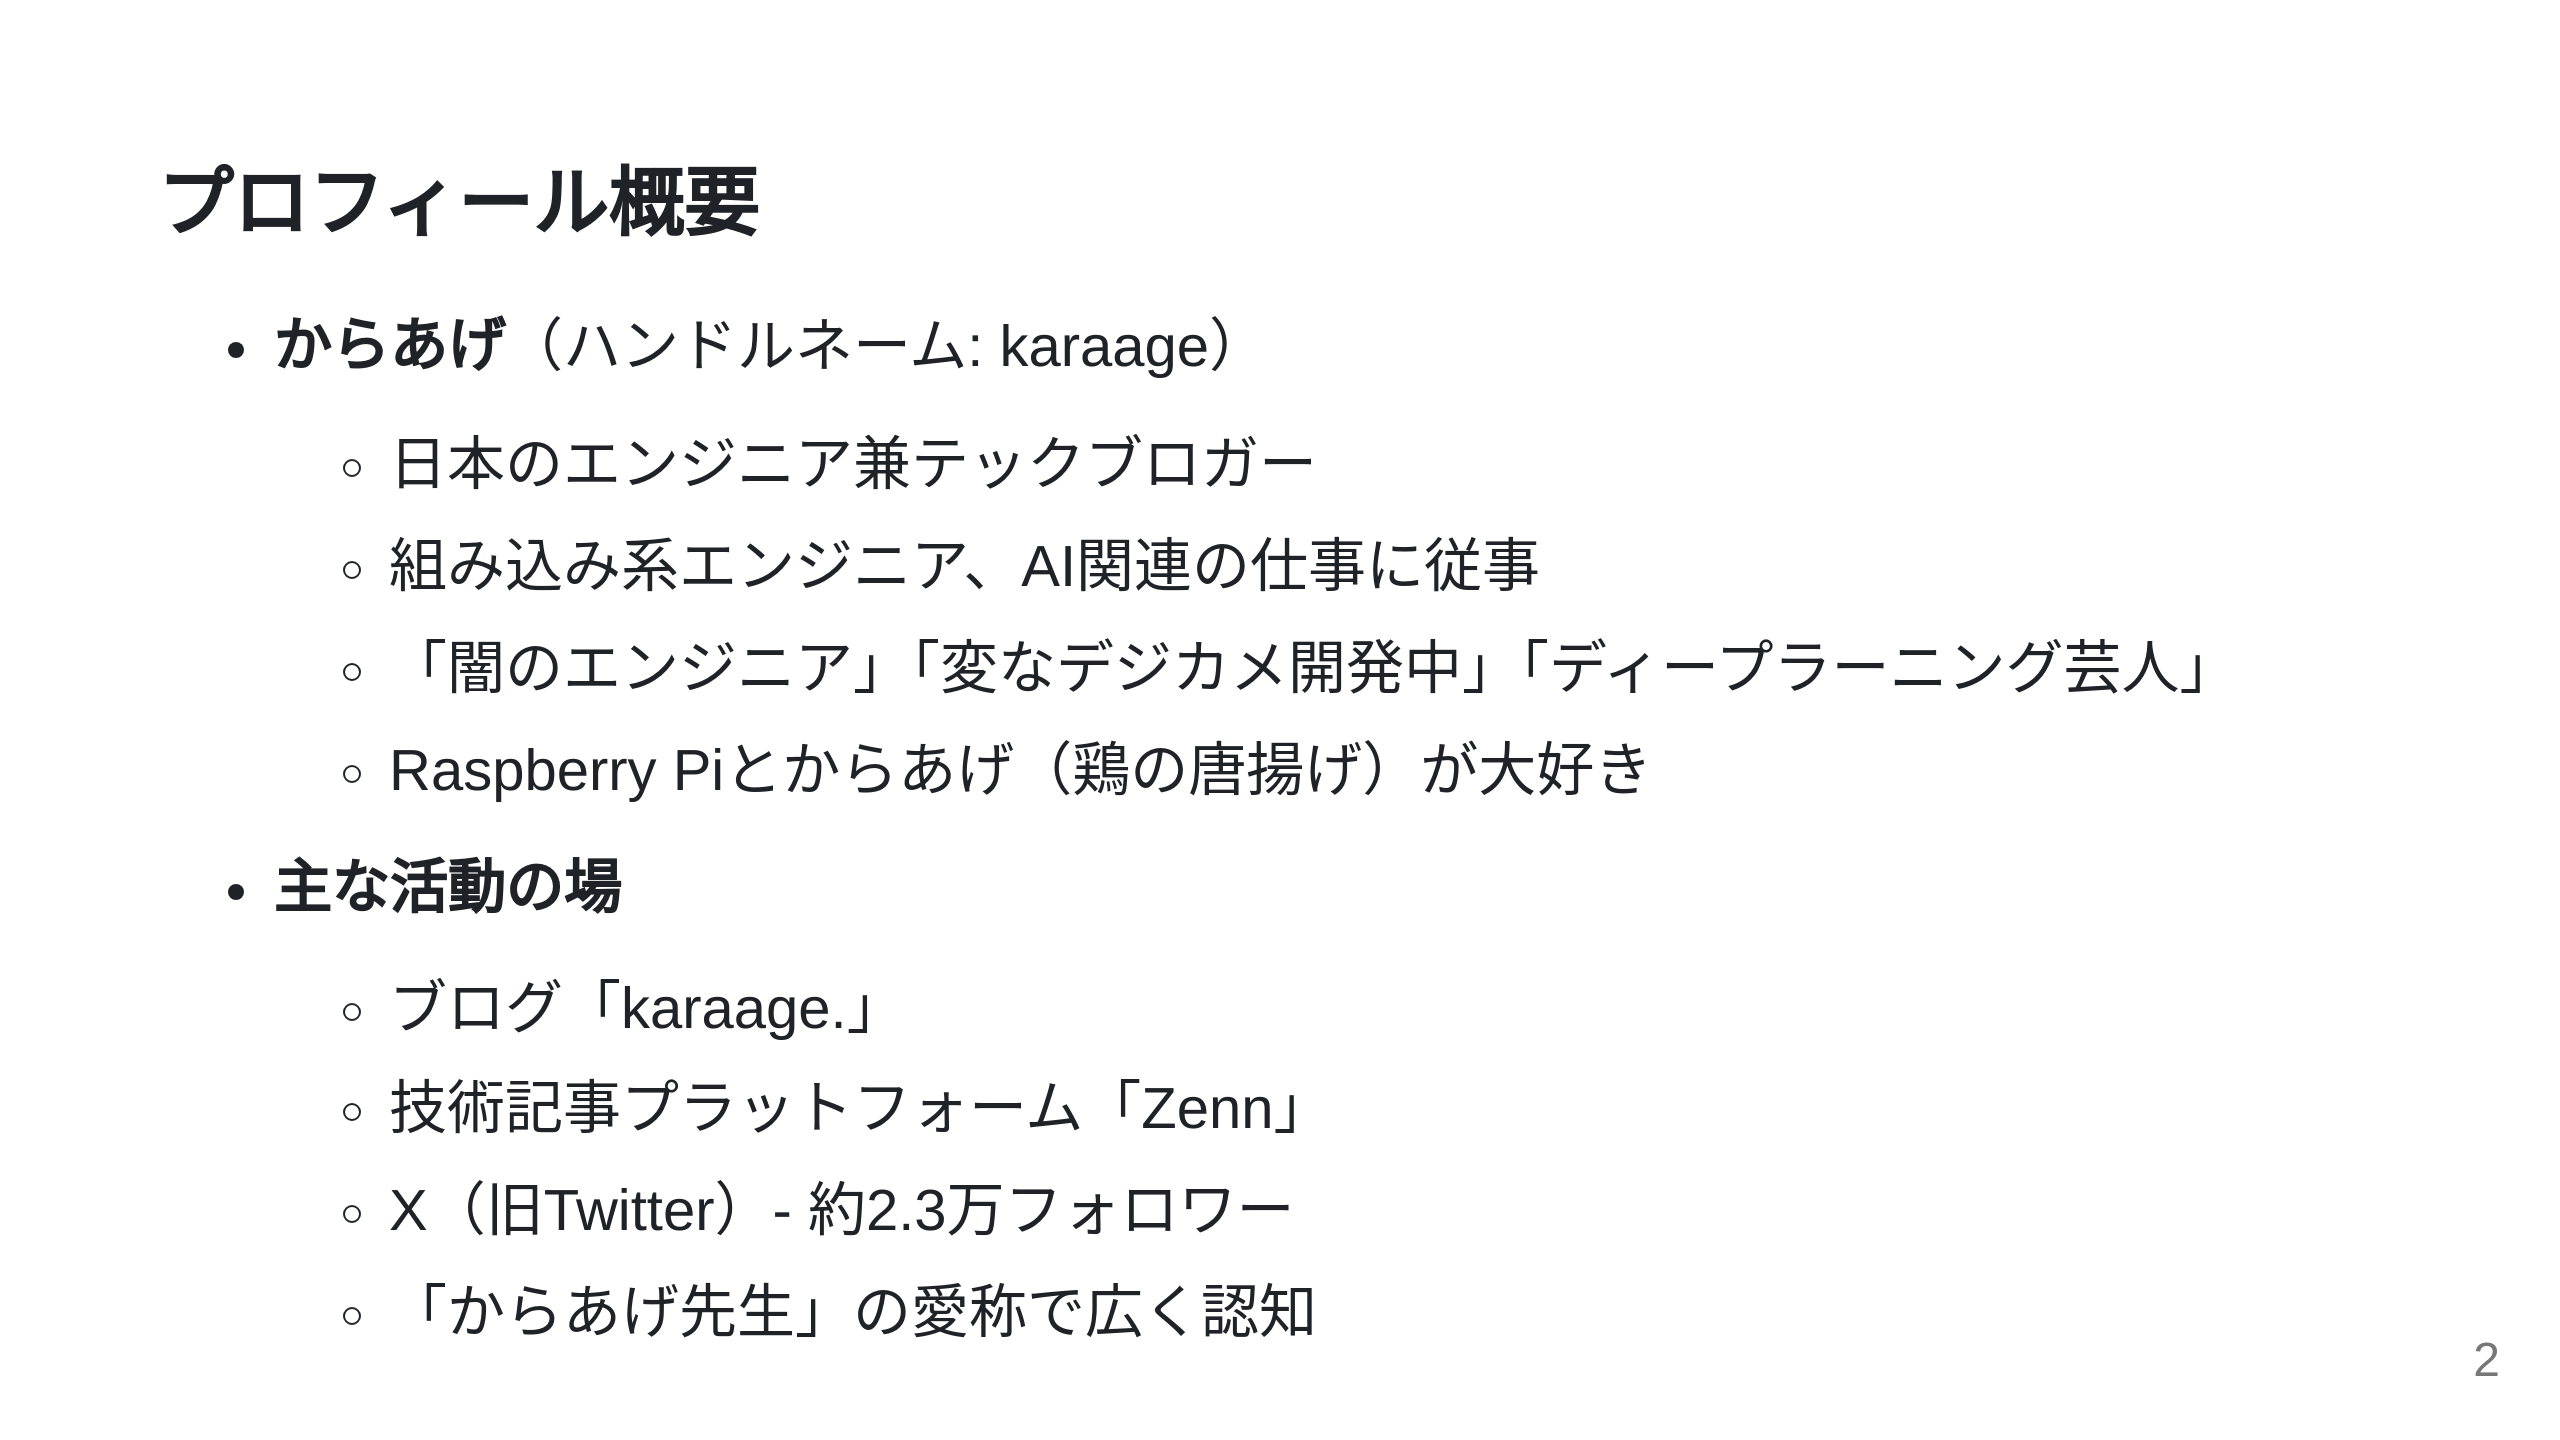 プロフィール概要
からあげ（ハンドルネーム: karaage）
日本のエンジニア兼テックブロガー
組み込み系エンジニア、AI関連の仕事に従事
「闇のエンジニア」「変なデジカメ開発中」「ディープラーニング芸人」
Raspberry Piとからあげ（鶏の唐揚げ）が大好き
主な活動の場
ブログ「karaage.」
技術記事プラットフォーム「Zenn」
X（旧Twitter）- 約2.3万フォロワー
「からあげ先生」の愛称で広く認知
2